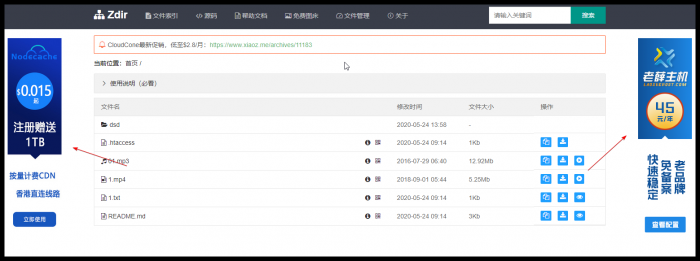 Zdir 文件索引 源码 帮助文档 免费图床 文件管理 关于 请输入关键词 搜索
CloudCone最新促销，低至$2.8/月：https://www.xiaoz.me/archives/11183
当前位置：首页 /
使用说明（必看）
文件名 修改时间 文件大小 操作
dsd 2020-05-24 13:58 -
.htaccess 2020-05-24 09:14 1Kb
01.mp3 2016-07-29 06:40 12.92Mb
1.mp4 2018-09-01 05:44 5.25Mb
1.txt 2020-05-24 09:14 1Kb
README.md 2020-05-24 09:14 3Kb
Nodecache
$0.015
起
注册赠送
1TB
按量计费CDN
香港直连线路
立即使用
老薛主机
LAOXUEHOST.COM
45
元/年
老品牌
免备案
快速稳定
查看配置